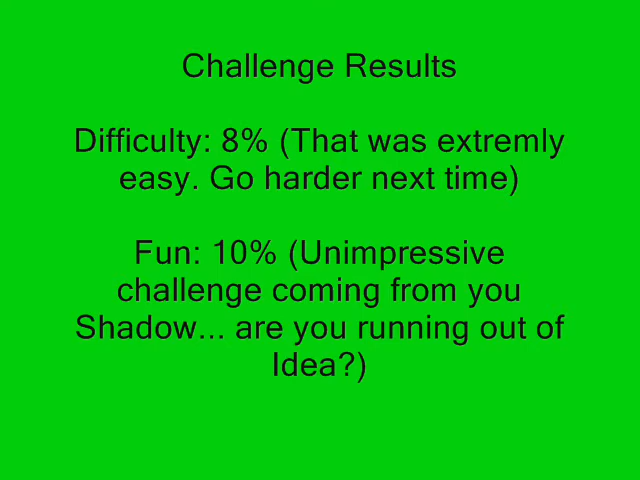 Challenge Results
Difficulty: 8% (That was extremly
easy. Go harder next time)
Fun: 10% (Unimpressive
challenge coming from you
Shadow... are you running out of
Idea?)